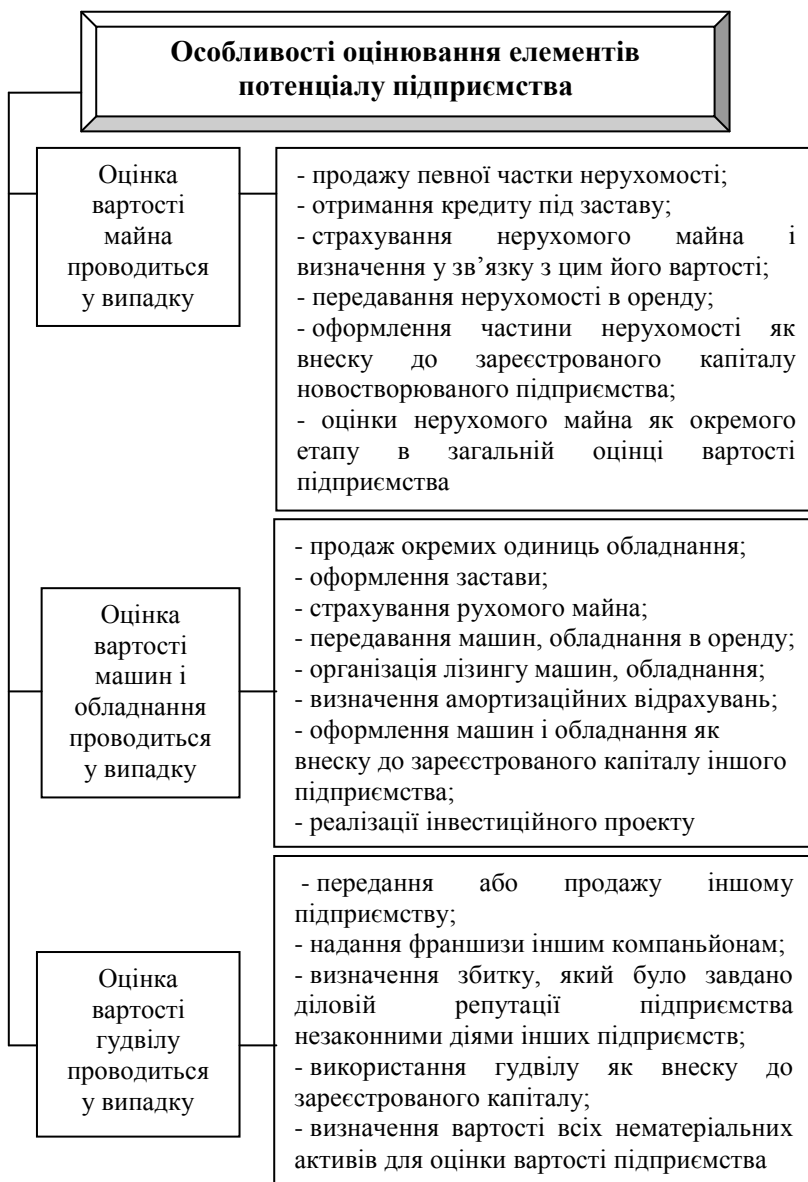 Особливості оцінювання елементів
потенціалу підприємства
Оцінка
вартості
майна
проводиться
у випадку
- продажу певної частки нерухомості;
- отримання кредиту під заставу;
- страхування нерухомого майна і
визначення у зв’язку з цим його вартості;
- передавання нерухомості в оренду;
- оформлення частини нерухомості як
внеску до зареєстрованого капіталу
новостворюваного підприємства;
- оцінки нерухомого майна як окремого
етапу в загальній оцінці вартості
підприємства
Оцінка
вартості
машин і
обладнання
проводиться
у випадку
- продаж окремих одиниць обладнання;
- оформлення застави;
- страхування рухомого майна;
- передавання машин, обладнання в оренду;
- організація лізингу машин, обладнання;
- визначення амортизаційних відрахувань;
- оформлення машин і обладнання як
внеску до зареєстрованого капіталу іншого
підприємства;
- реалізації інвестиційного проекту
Оцінка
вартості
гудвілу
проводиться
у випадку
- передання або продажу іншому
підприємству;
- надання франшизи іншим компаньйонам;
- визначення збитку, який було завдано
діловій репутації підприємства
незаконними діями інших підприємств;
- використання гудвілу як внеску до
зареєстрованого капіталу;
- визначення вартості всіх нематеріальних
активів для оцінки вартості підприємства